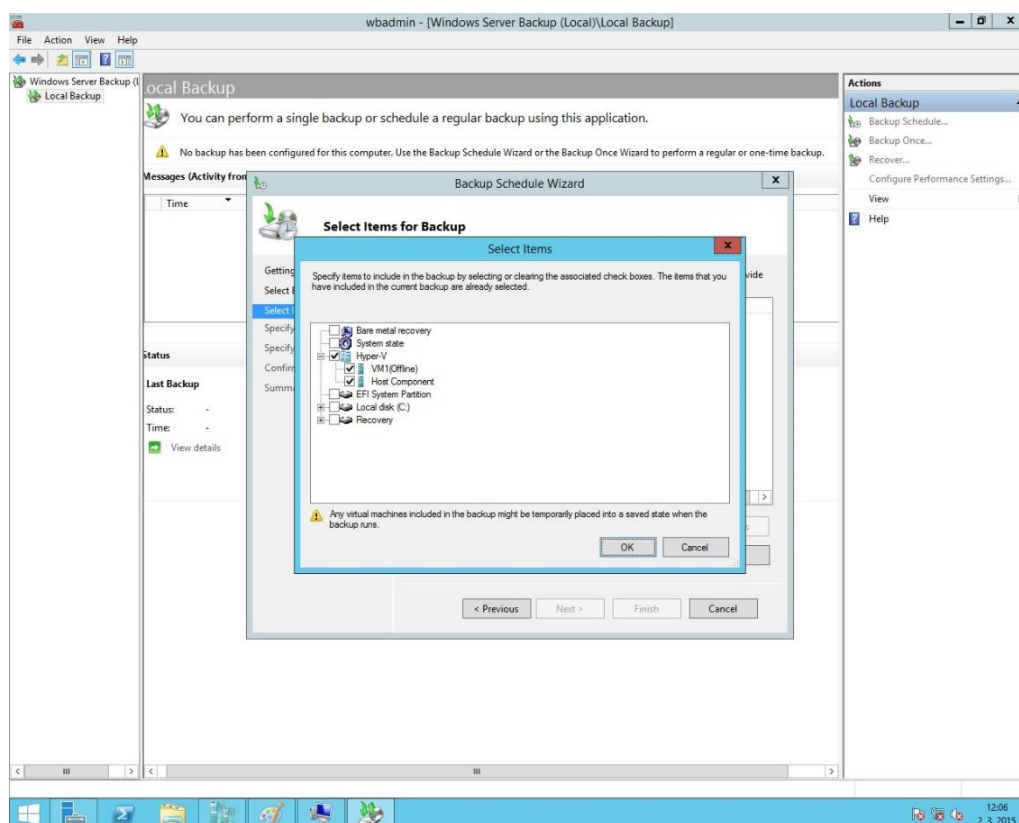 wbadmin - [Windows Server Backup (Local)\Local Backup]
File Action View Help
Windows Server Backup (L
Local Backup
ocal Backup
You can perform a single backup or schedule a regular backup using this application.
No backup has been configured for this computer. Use the Backup Schedule Wizard or the Backup Once Wizard to perform a regular or one-time backup.
Messages (Activity from
Time
Status
Last Backup
Status: -
Time: -
View details
Actions
Local Backup
Backup Schedule...
Backup Once...
Recover...
Configure Performance Settings...
View
Help
Backup Schedule Wizard
Select Items for Backup
Getting
Select B
Select I
Specify
Specify
Confirm
Summa
vide
s
< Previous
Next >
Finish
Cancel
Select Items
Specify items to include in the backup by selecting or clearing the associated check boxes. The items that you
have included in the current backup are already selected.
Bare metal recovery
System state
Hyper-V
VM1(Offline)
Host Component
EFI System Partition
Local disk (C:)
Recovery
Any virtual machines included in the backup might be temporarily placed into a saved state when the
backup runs.
OK
Cancel
12:06
2. 3. 2015